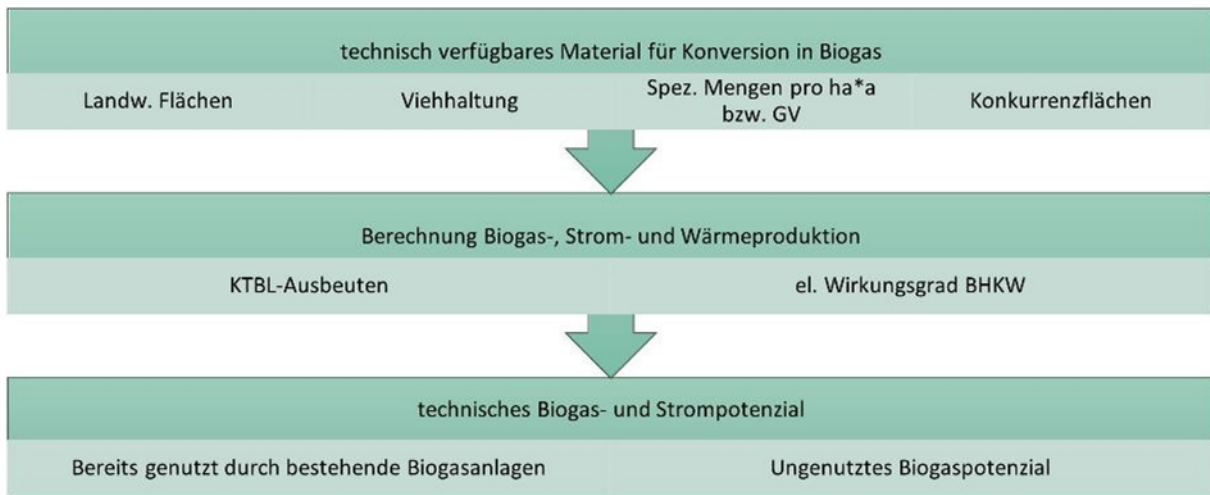 technisch verfügbares Material für Konversion in Biogas
Landw. Flächen
Viehhaltung
Spez. Mengen pro ha*a
bzw. GV
Konkurrenzflächen
Berechnung Biogas-, Strom- und Wärmeproduktion
KTBL-Ausbeuten
el. Wirkungsgrad BHKW
technisches Biogas- und Strompotenzial
Bereits genutzt durch bestehende Biogasanlagen
Ungenutztes Biogaspotenzial